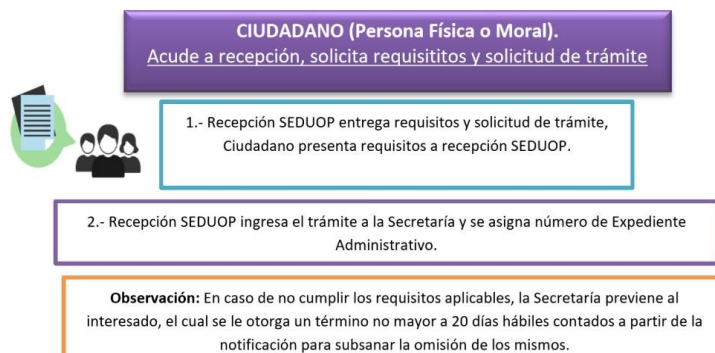 CIUDADANO (Persona Física o Moral).
Acude a recepción, solicita requisititos y solicitud de trámite
1.- Recepción SEDUOP entrega requisitos y solicitud de trámite,
Ciudadano presenta requisitos a recepción SEDUOP.
2.- Recepción SEDUOP ingresa el trámite a la Secretaría y se asigna número de Expediente
Administrativo.
Observación: En caso de no cumplir los requisitos aplicables, la Secretaría previene al
interesado, el cual se le otorga un término no mayor a 20 días hábiles contados a partir de la
notificación para subsanar la omisión de los mismos.